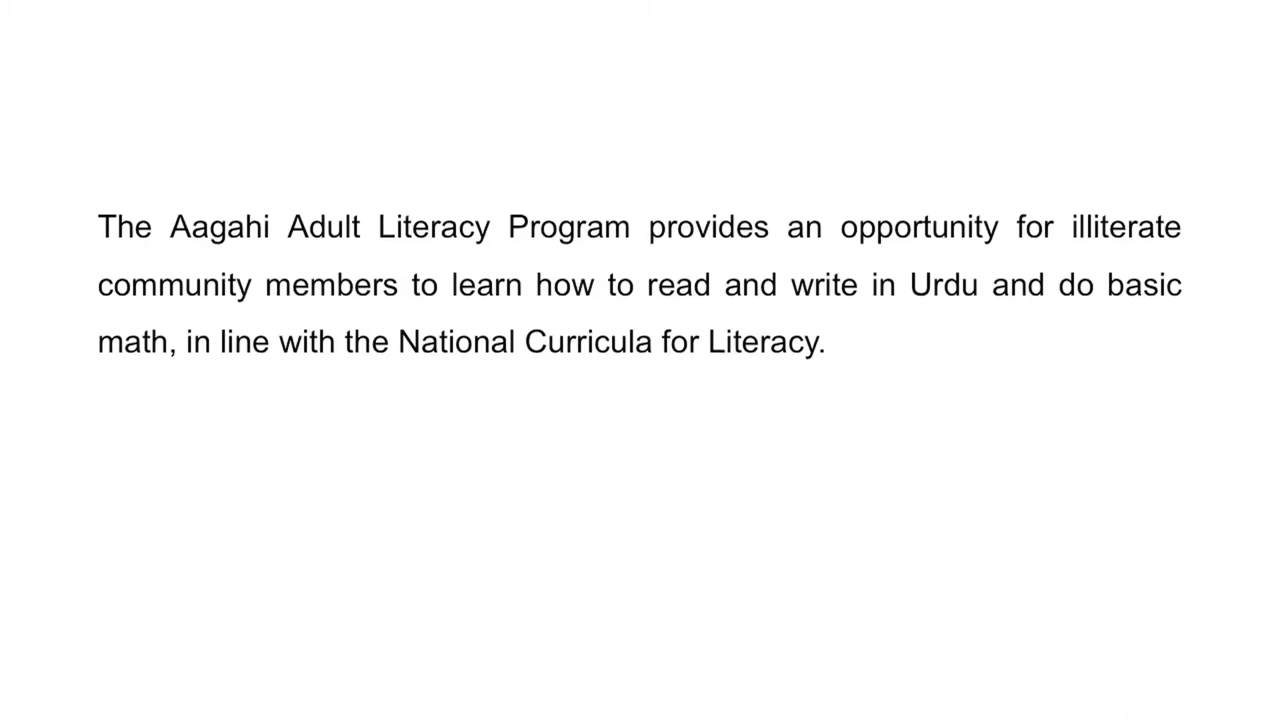 The Aagahi Adult Literacy Program provides an opportunity for illiterate
community members to learn how to read and write in Urdu and do basic
math, in line with the National Curricula for Literacy.